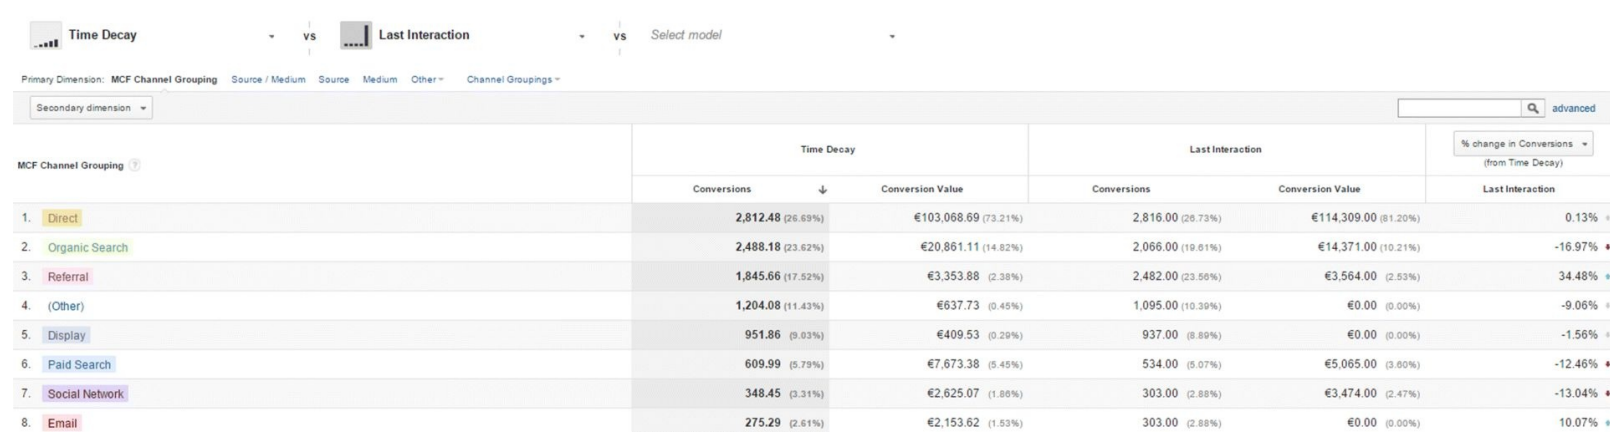 Time Decay vs Last Interaction vs Select model
Primary Dimension: MCF Channel Grouping Source / Medium Source Medium Other Channel Groupings
Secondary dimension advanced
MCF Channel Grouping ? Time Decay Last Interaction % change in Conversions
(from Time Decay)
Conversions Conversion Value Conversions Conversion Value Last Interaction
1. Direct 2,812.48 (26.69%) €103,068.69 (73.21%) 2,816.00 (26.73%) €114,309.00 (81.20%) 0.13%
2. Organic Search 2,488.18 (23.62%) €20,861.11 (14.82%) 2,066.00 (19.61%) €14,371.00 (10.21%) -16.97%
3. Referral 1,845.66 (17.52%) €3,353.88 (2.38%) 2,482.00 (23.56%) €3,564.00 (2.53%) 34.48%
4. (Other) 1,204.08 (11.43%) €637.73 (0.45%) 1,095.00 (10.39%) €0.00 (0.00%) -9.06%
5. Display 951.86 (9.03%) €409.53 (0.29%) 937.00 (8.89%) €0.00 (0.00%) -1.56%
6. Paid Search 609.99 (5.79%) €7,673.38 (5.45%) 534.00 (5.07%) €5,065.00 (3.60%) -12.46%
7. Social Network 348.45 (3.31%) €2,625.07 (1.86%) 303.00 (2.88%) €3,474.00 (2.47%) -13.04%
8. Email 275.29 (2.61%) €2,153.62 (1.53%) 303.00 (2.88%) €0.00 (0.00%) 10.07%